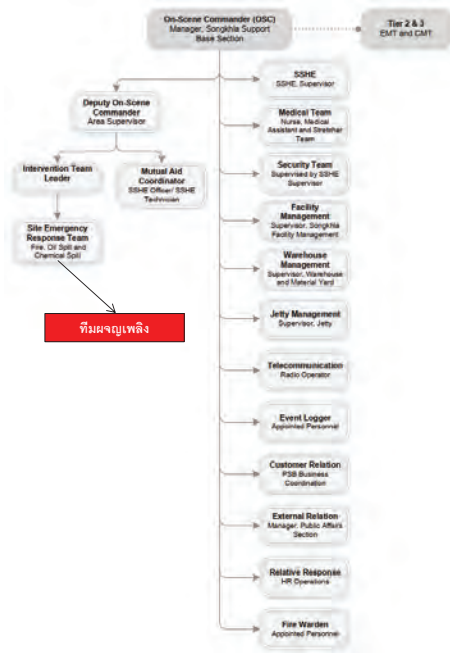 On-Scene Commander (OSC)
Manager, Songkhla Support
Base Section
Tier 2 & 3
EMT and CMT
Deputy On-Scene
Commander
Area Supervisor
Intervention Team
Leader
Mutual Aid
Coordinator
SSHE Officer/ SSHE
Technician
Site Emergency
Response Team
Fire, Oil Spill and
Chemical Spill
ทีมผจญเพลิง
SSHE
SSHE, Supervisor
Medical Team
Nurse, Medical
Assistant and Stretcher
Team
Security Team
Supervised by SSHE
Supervisor
Facility
Management
Supervisor, Songkhla
Facility Management
Warehouse
Management
Supervisor, Warehouse
and Material Yard
Jetty Management
Supervisor, Jetty
Telecommunication
Radio Operator
Event Logger
Appointed Personnel
Customer Relation
PSB Business
Coordination
External Relation
Manager, Public Affairs
Section
Relative Response
HR Operations
Fire Warden
Appointed Personnel